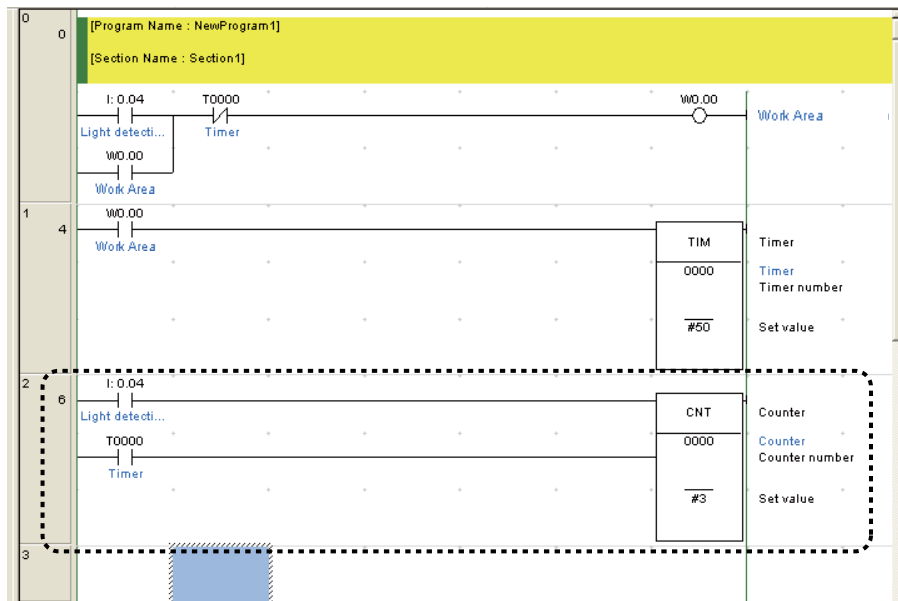 0
0
[Program Name : NewProgram1]
[Section Name : Section1]
I: 0.04 T0000 W0.00
Work Area
Light detecti... Timer
W0.00
Work Area
1
4
W0.00
Work Area
TIM Timer
0000 Timer
Timer number
#50 Set value
2
6
I: 0.04
Light detecti...
CNT Counter
T0000
0000 Counter
Counter number
Timer
#3 Set value
3